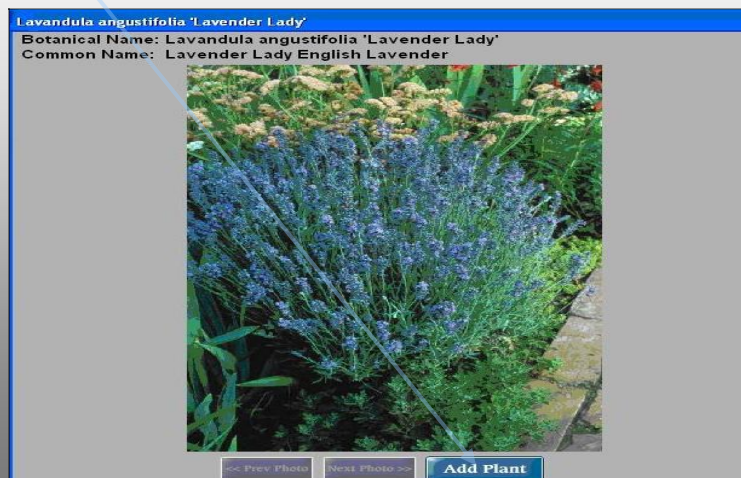 Lavandula angustifolia 'Lavender Lady'
Botanical Name: Lavandula angustifolia 'Lavender Lady'
Common Name: Lavender Lady English Lavender
<< Prev Photo Next Photo >> Add Plant